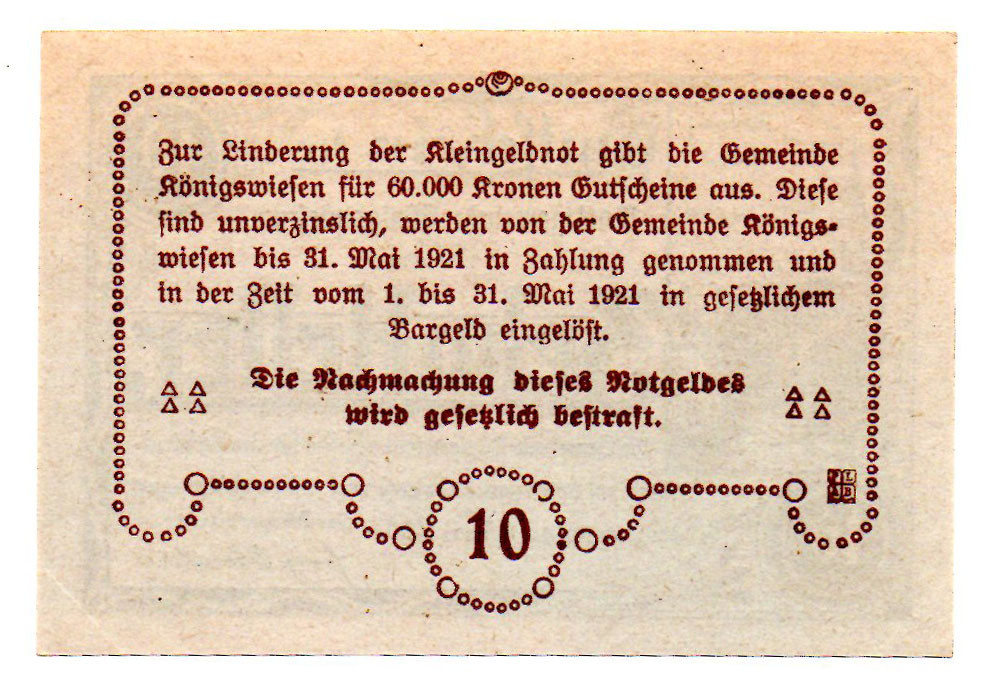 Zur Linderung der Kleingeldnot gibt die Gemeinde
Königswiesen für 60.000 Kronen Gutscheine aus. Diese
sind unverzinslich, werden von der Gemeinde Königs-
wiesen bis 31. Mai 1921 in Zahlung genommen und
in der Zeit vom 1. bis 31. Mai 1921 in gesetzlichem
Bargeld eingelöst.
Die Nachmachung dieses Notgeldes
wird gesetzlich bestraft.
10